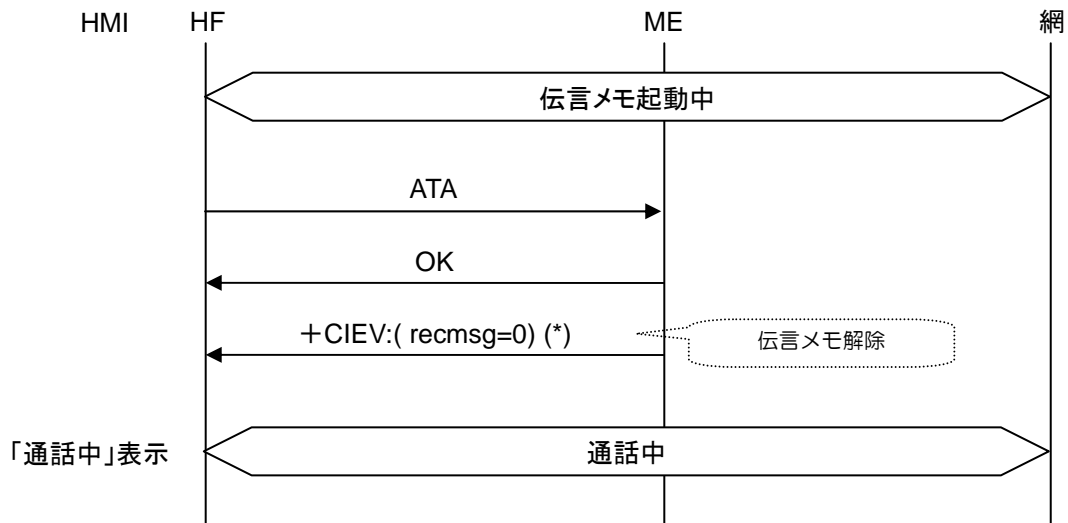 HMI HF ME 網
伝言メモ起動中
ATA
OK
＋CIEV:( recmsg=0) (*)
伝言メモ解除
「通話中」表示
通話中